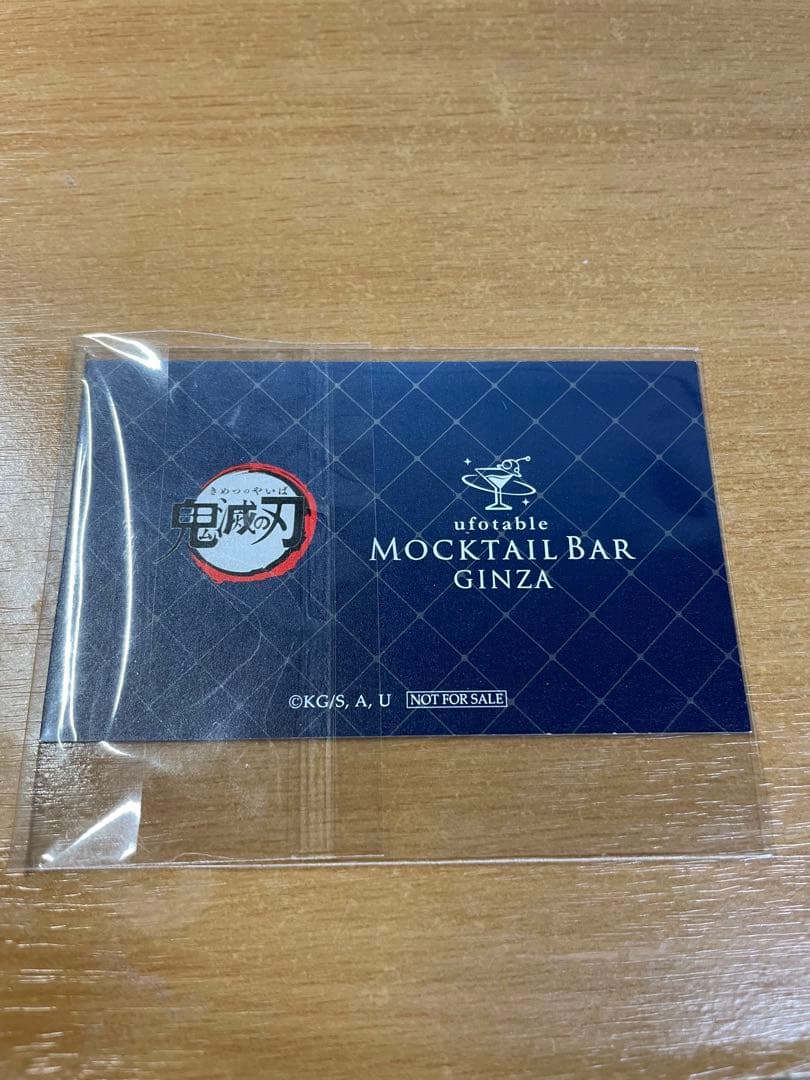 きめつのやいば
鬼滅の刃
ufotable
MOCKTAIL BAR
GINZA
©KG/S, A, U NOT FOR SALE